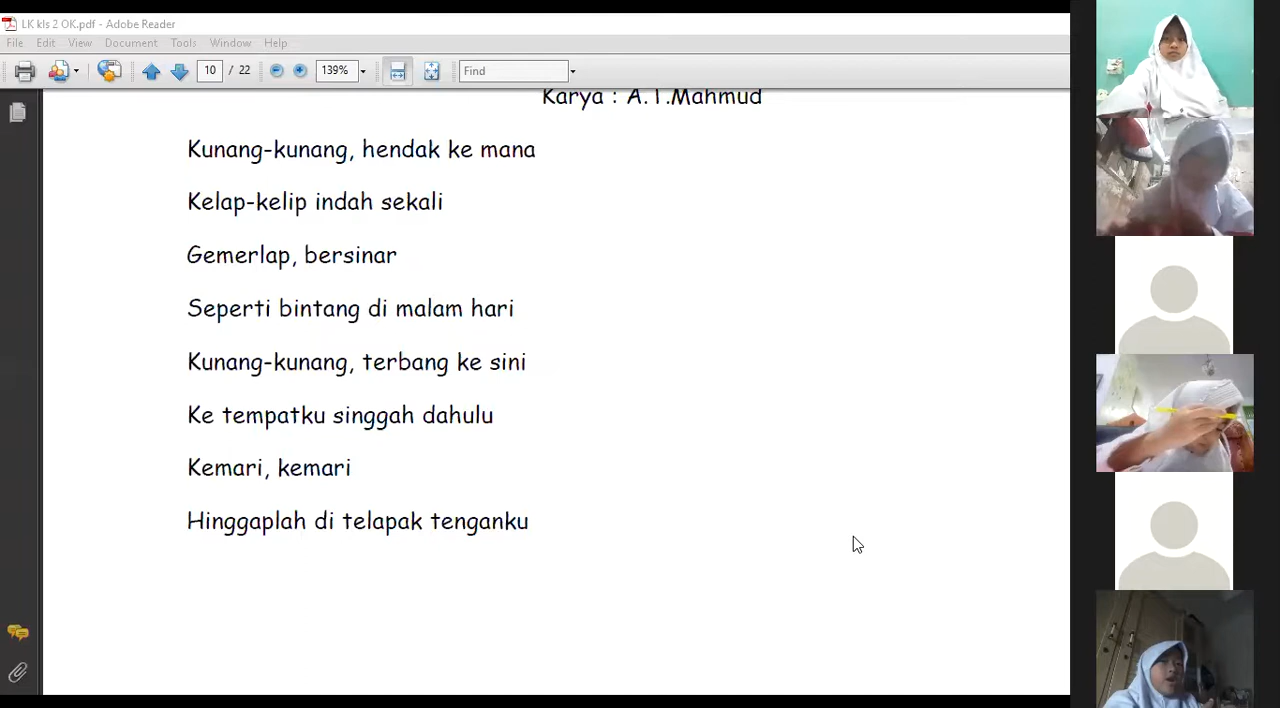 LK kls 2 OK.pdf - Adobe Reader
File Edit View Document Tools Window Help
10 / 22 139% Find
Karya : A.T.Mahmud
Kunang-kunang, hendak ke mana
Kelap-kelip indah sekali
Gemerlap, bersinar
Seperti bintang di malam hari
Kunang-kunang, terbang ke sini
Ke tempatku singgah dahulu
Kemari, kemari
Hinggaplah di telapak tenganku